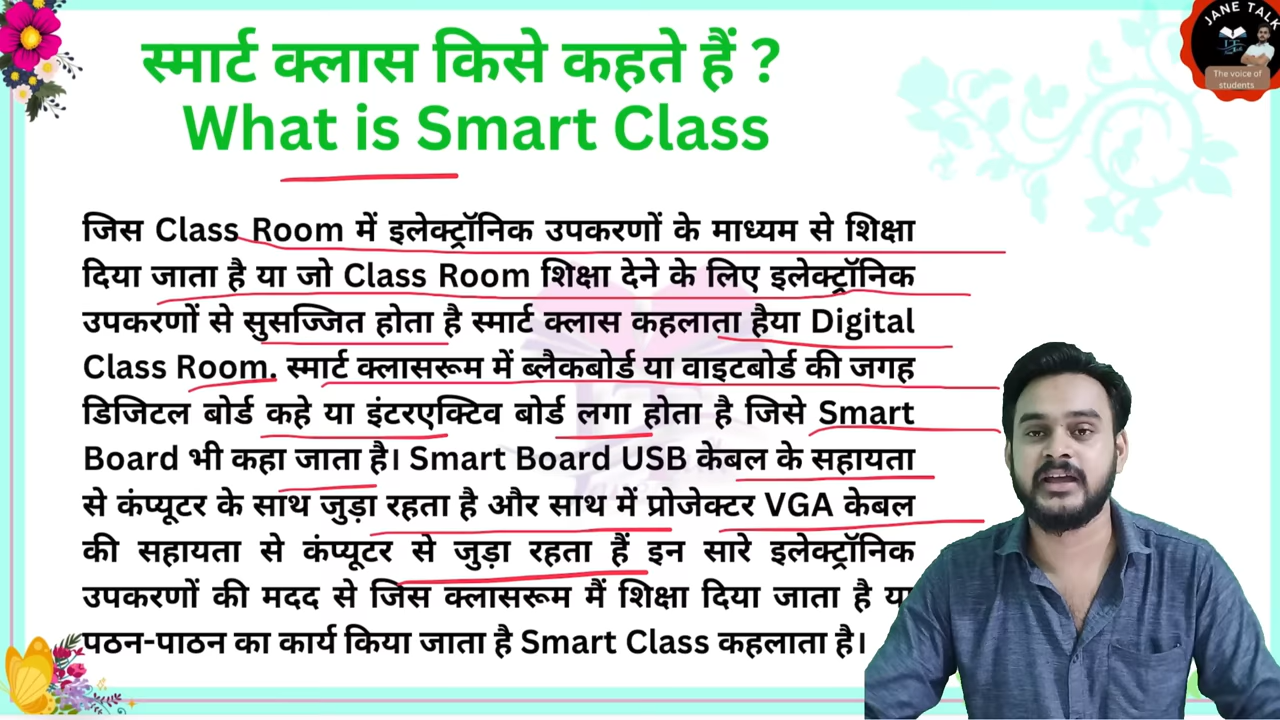 स्मार्ट क्लास किसे कहते हैं ?
What is Smart Class
JANE TALK
The voice of
students
जिस Class Room में इलेक्ट्रॉनिक उपकरणों के माध्यम से शिक्षा
दिया जाता है या जो Class Room शिक्षा देने के लिए इलेक्ट्रॉनिक
उपकरणों से सुसज्जित होता है स्मार्ट क्लास कहलाता हैया Digital
Class Room. स्मार्ट क्लासरूम में ब्लैकबोर्ड या वाइटबोर्ड की जगह
डिजिटल बोर्ड कहे या इंटरएक्टिव बोर्ड लगा होता है जिसे Smart
Board भी कहा जाता है। Smart Board USB केबल के सहायता
से कंप्यूटर के साथ जुड़ा रहता है और साथ में प्रोजेक्टर VGA केबल
की सहायता से कंप्यूटर से जुड़ा रहता हैं इन सारे इलेक्ट्रॉनिक
उपकरणों की मदद से जिस क्लासरूम मैं शिक्षा दिया जाता है या
पठन-पाठन का कार्य किया जाता है Smart Class कहलाता है।